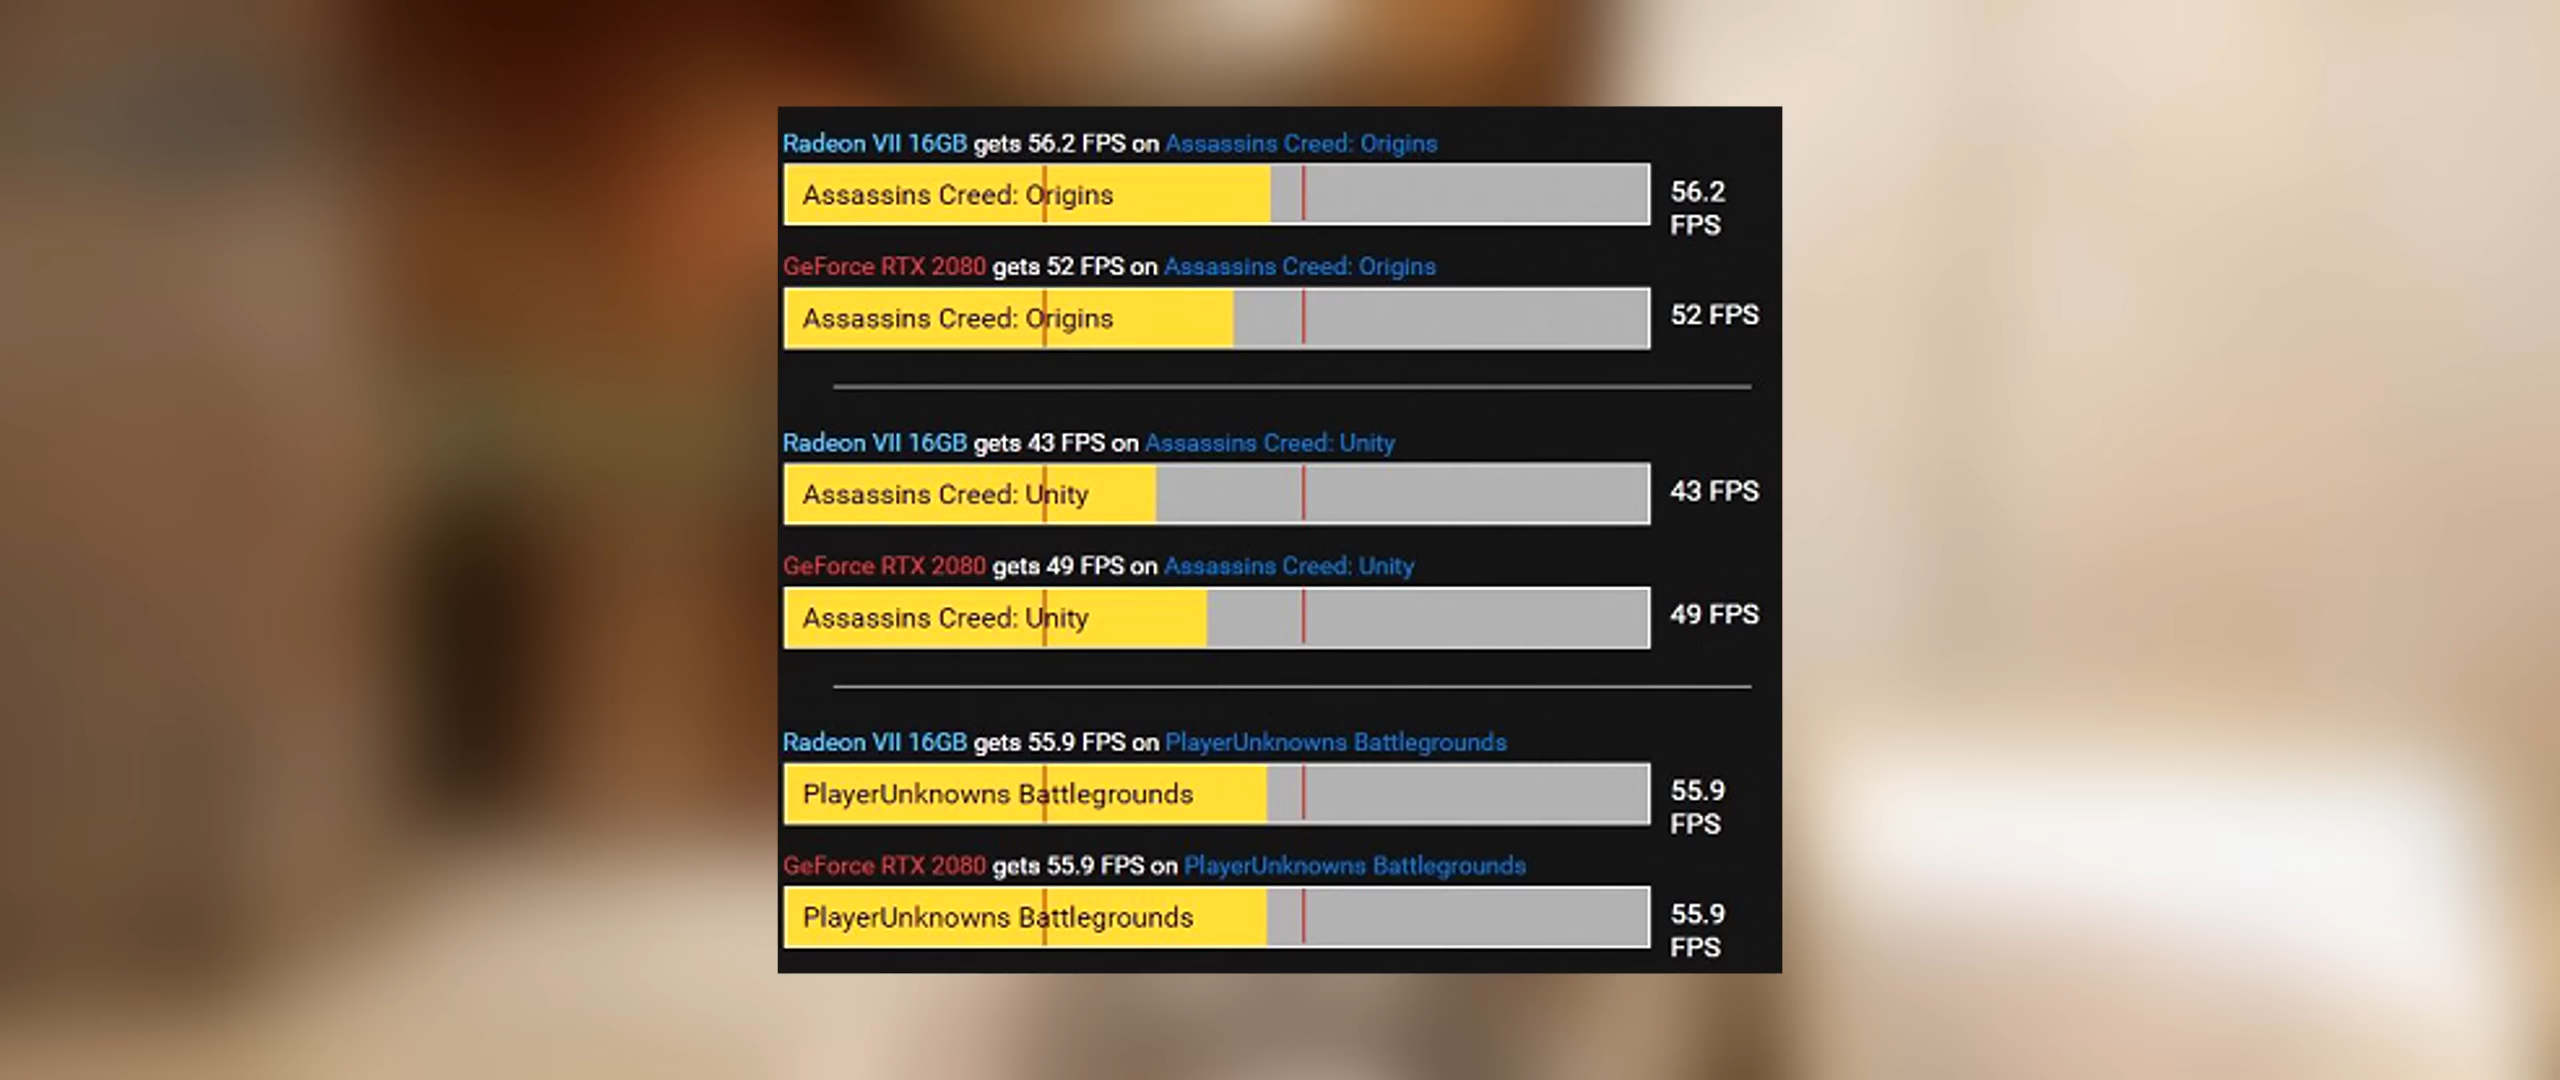 Radeon VII 16GB gets 56.2 FPS on Assassins Creed: Origins
Assassins Creed: Origins
56.2
FPS
GeForce RTX 2080 gets 52 FPS on Assassins Creed: Origins
Assassins Creed: Origins
52 FPS
Radeon VII 16GB gets 43 FPS on Assassins Creed: Unity
Assassins Creed: Unity
43 FPS
GeForce RTX 2080 gets 49 FPS on Assassins Creed: Unity
Assassins Creed: Unity
49 FPS
Radeon VII 16GB gets 55.9 FPS on PlayerUnknowns Battlegrounds
PlayerUnknowns Battlegrounds
55.9
FPS
GeForce RTX 2080 gets 55.9 FPS on PlayerUnknowns Battlegrounds
PlayerUnknowns Battlegrounds
55.9
FPS